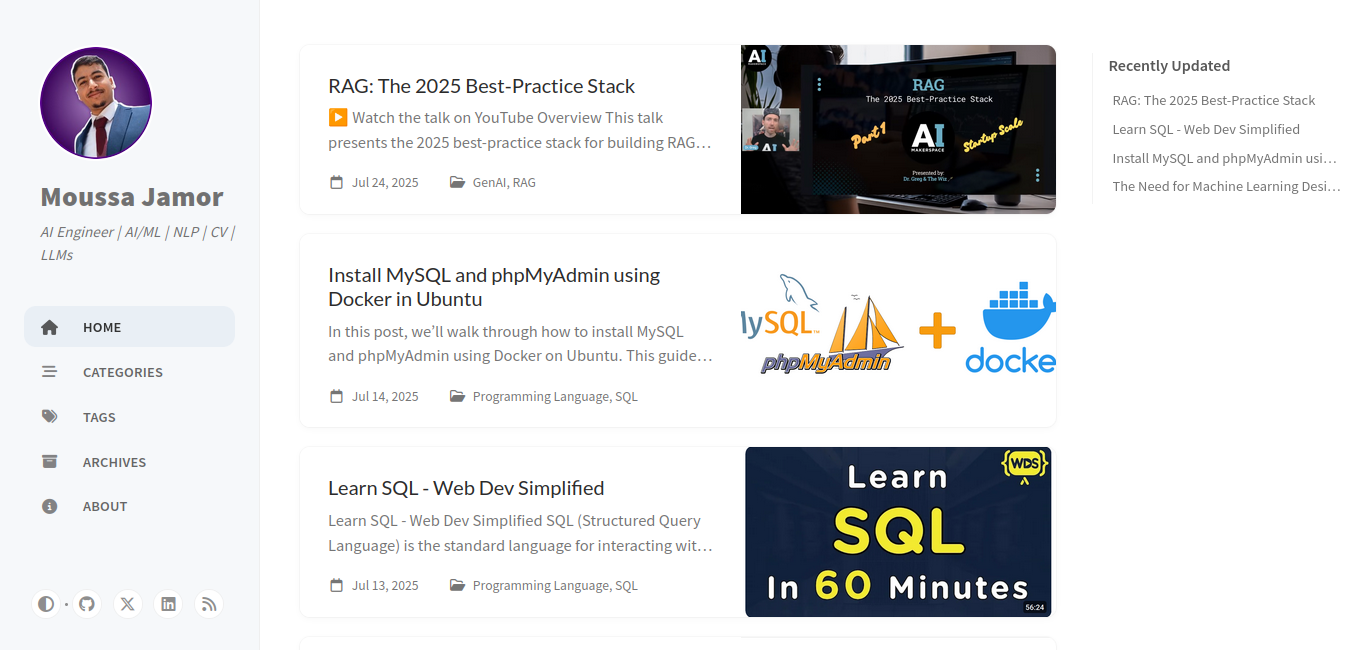 Moussa Jamor
AI Engineer | AI/ML | NLP | CV |
LLMs
HOME
CATEGORIES
TAGS
ARCHIVES
ABOUT
RAG: The 2025 Best-Practice Stack
Watch the talk on YouTube Overview This talk
presents the 2025 best-practice stack for building RAG…
Jul 24, 2025
GenAI, RAG
AI
RAG
The 2025 Best-Practice Stack
Part 1
AI
MAKERSPACE
Startup Scale
Presented by:
Dr. Greg & The Wiz
AI
Install MySQL and phpMyAdmin using
Docker in Ubuntu
In this post, we’ll walk through how to install MySQL
and phpMyAdmin using Docker on Ubuntu. This guide…
Jul 14, 2025
Programming Language, SQL
lySQL
phpMyAdmin
docke
Learn SQL - Web Dev Simplified
Learn SQL - Web Dev Simplified SQL (Structured Query
Language) is the standard language for interacting wit…
Jul 13, 2025
Programming Language, SQL
{WDS}
Learn
SQL
In 60 Minutes
56:24
Recently Updated
RAG: The 2025 Best-Practice Stack
Learn SQL - Web Dev Simplified
Install MySQL and phpMyAdmin usi…
The Need for Machine Learning Desi…